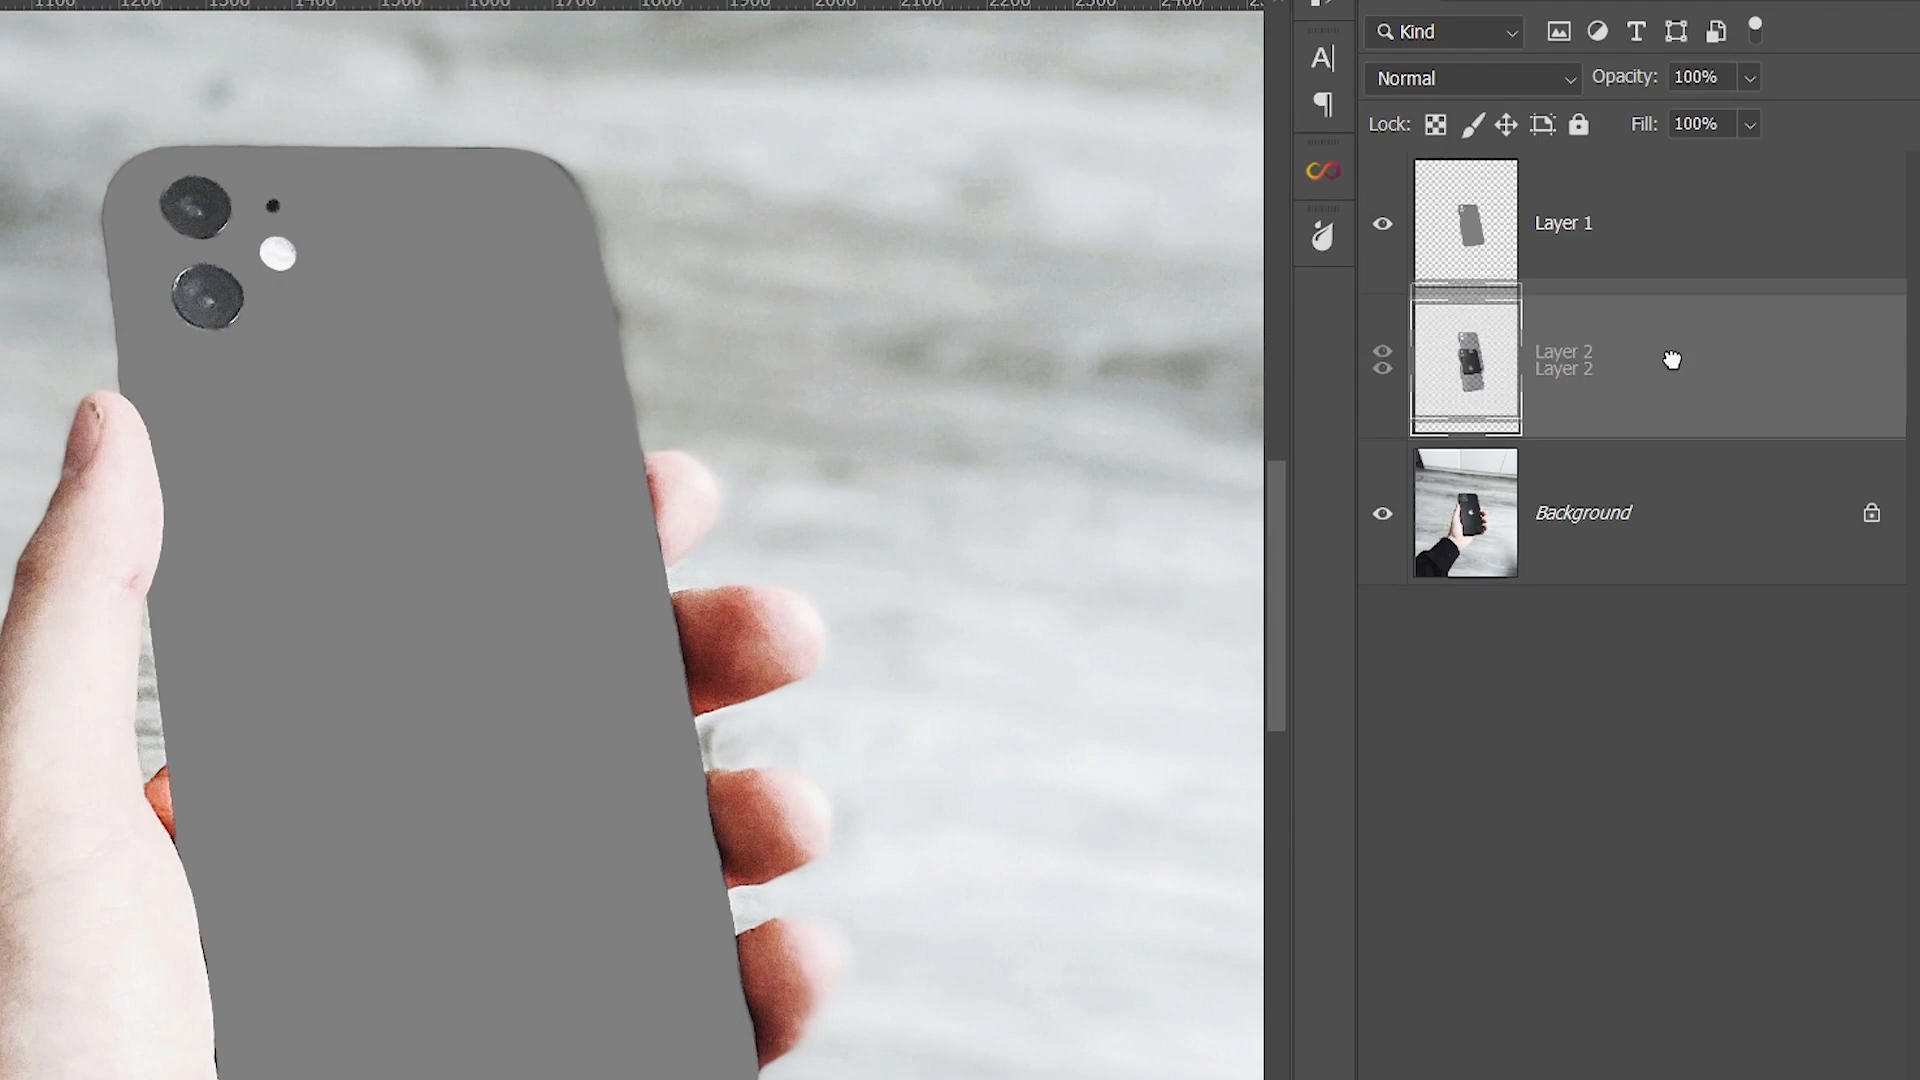 1100 1200 1300 1400 1500 1600 1700 1800 1900 2000 2100 2200 2300 2400
Kind
Normal Opacity: 100%
Lock: Fill: 100%
Layer 1
Layer 2
Layer 2
Background